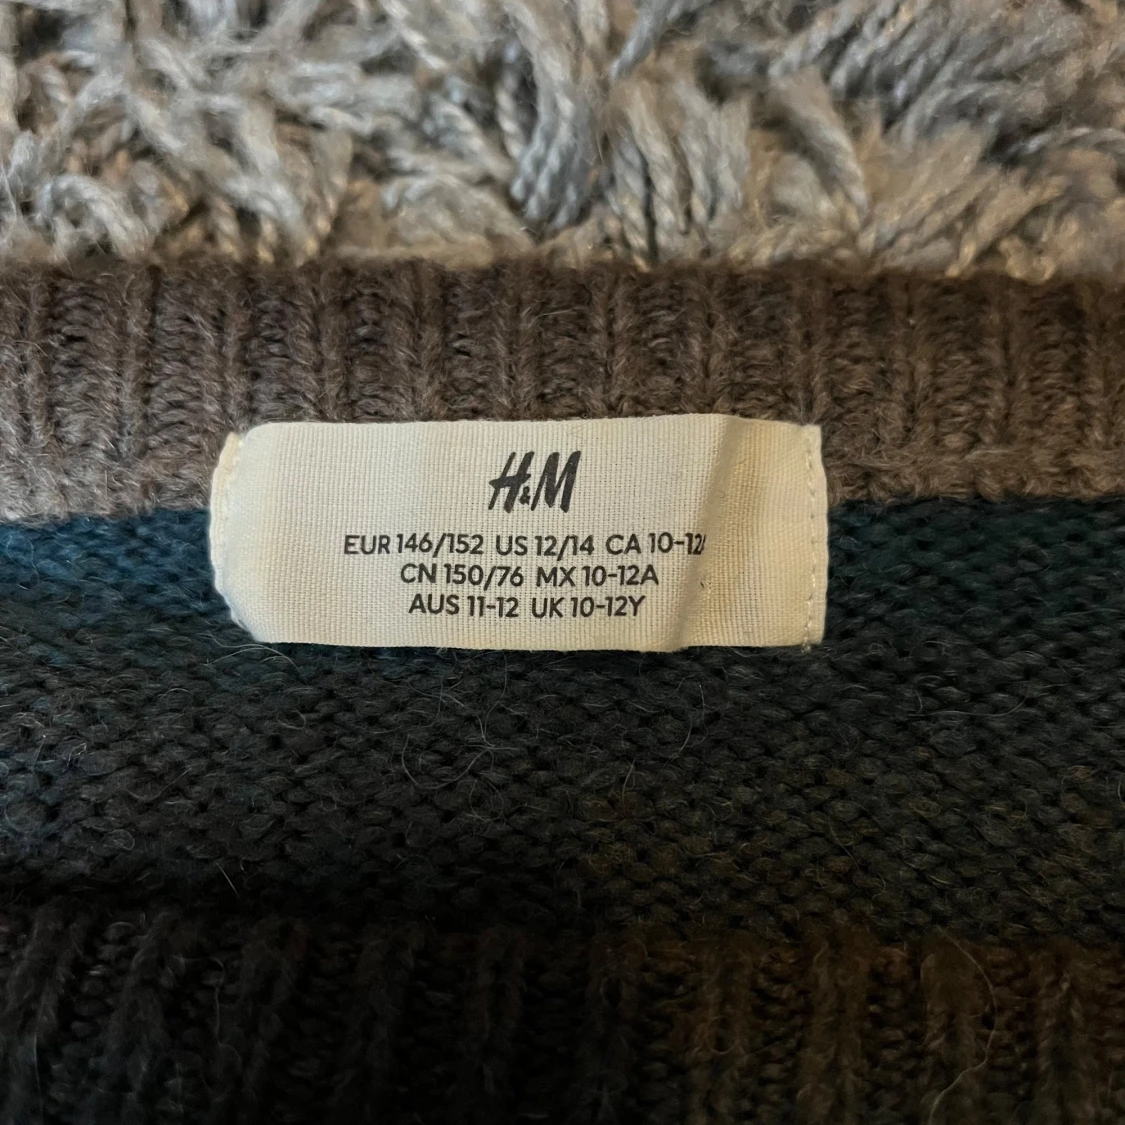 H&M
EUR 146/152 US 12/14 CA 10-12
CN 150/76 MX 10-12A
AUS 11-12 UK 10-12Y